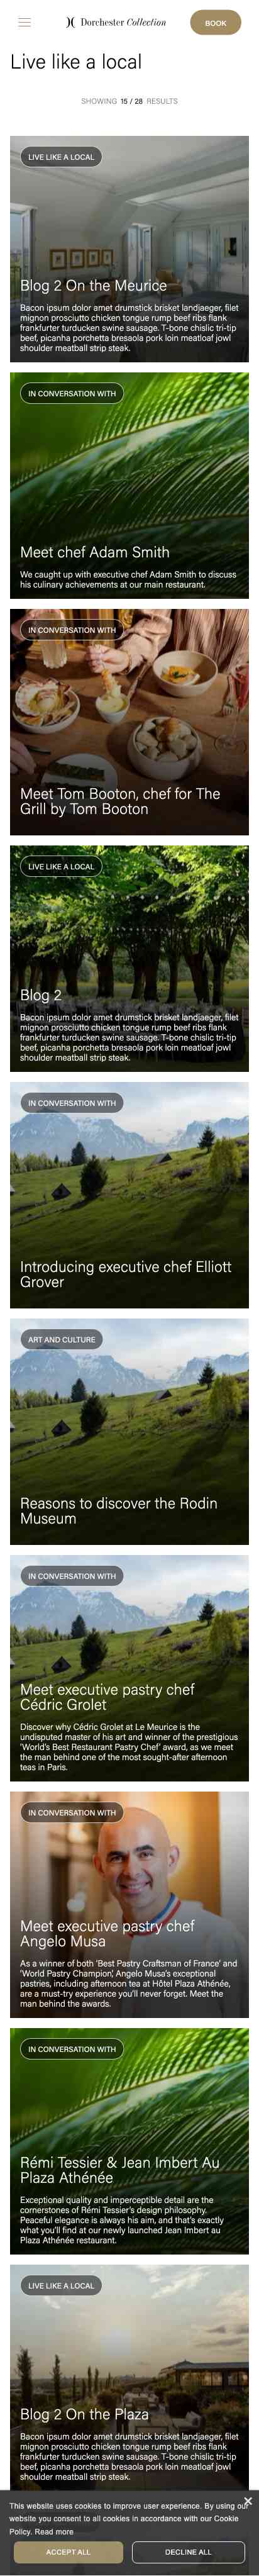 Dorchester Collection
BOOK
Live like a local
SHOWING 15 / 28 RESULTS
LIVE LIKE A LOCAL
Blog 2 On the Meurice
Bacon ipsum dolor amet drumstick brisket landjaeger, filet
mignon prosciutto chicken tongue rump beef ribs flank
frankfurter turducken swine sausage. T-bone chislic tri-tip
beef, picanha porchetta bresaola pork loin meatloaf jowl
shoulder meatball strip steak.
IN CONVERSATION WITH
Meet chef Adam Smith
We caught up with executive chef Adam Smith to discuss
his culinary achievements at our main restaurant.
IN CONVERSATION WITH
Meet Tom Booton, chef for The
Grill by Tom Booton
LIVE LIKE A LOCAL
Blog 2
Bacon ipsum dolor amet drumstick brisket landjaeger, filet
mignon prosciutto chicken tongue rump beef ribs flank
frankfurter turducken swine sausage. T-bone chislic tri-tip
beef, picanha porchetta bresaola pork loin meatloaf jowl
shoulder meatball strip steak.
IN CONVERSATION WITH
Introducing executive chef Elliott
Grover
ART AND CULTURE
Reasons to discover the Rodin
Museum
IN CONVERSATION WITH
Meet executive pastry chef
Cédric Grolet
Discover why Cédric Grolet at Le Meurice is the
undisputed master of his art and winner of the prestigious
‘World’s Best Restaurant Pastry Chef’ award, as we meet
the man behind one of the most sought-after afternoon
teas in Paris.
IN CONVERSATION WITH
Meet executive pastry chef
Angelo Musa
As a winner of both ‘Best Pastry Craftsman of France’ and
‘World Pastry Champion’, Angelo Musa’s exceptional
pastries, including afternoon tea at Hôtel Plaza Athénée,
are a must-try experience you’ll never forget. Meet the
man behind the awards.
IN CONVERSATION WITH
Rémi Tessier & Jean Imbert Au
Plaza Athénée
Exceptional quality and imperceptible detail are the
cornerstones of Rémi Tessier’s design philosophy.
Peaceful elegance is always his aim, and that’s exactly
what you’ll find at our newly launched Jean Imbert au
Plaza Athénée restaurant.
LIVE LIKE A LOCAL
Blog 2 On the Plaza
Bacon ipsum dolor amet drumstick brisket landjaeger, filet
mignon prosciutto chicken tongue rump beef ribs flank
frankfurter turducken swine sausage. T-bone chislic tri-tip
beef, picanha porchetta bresaola pork loin meatloaf jowl
shoulder meatball strip steak.
This website uses cookies to improve user experience. By using our
website you consent to all cookies in accordance with our Cookie
Policy. Read more
ACCEPT ALL
DECLINE ALL